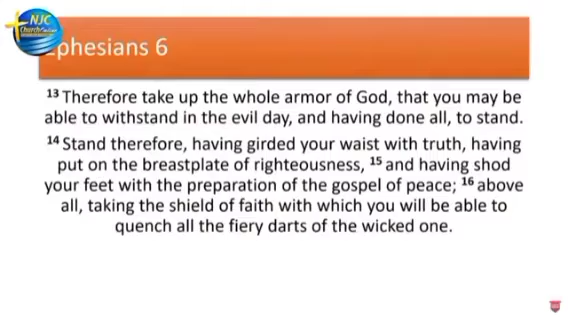 NJC
Ephesians 6
¹³ Therefore take up the whole armor of God, that you may be
able to withstand in the evil day, and having done all, to stand.
¹⁴ Stand therefore, having girded your waist with truth, having
put on the breastplate of righteousness, ¹⁵ and having shod
your feet with the preparation of the gospel of peace; ¹⁶ above
all, taking the shield of faith with which you will be able to
quench all the fiery darts of the wicked one.